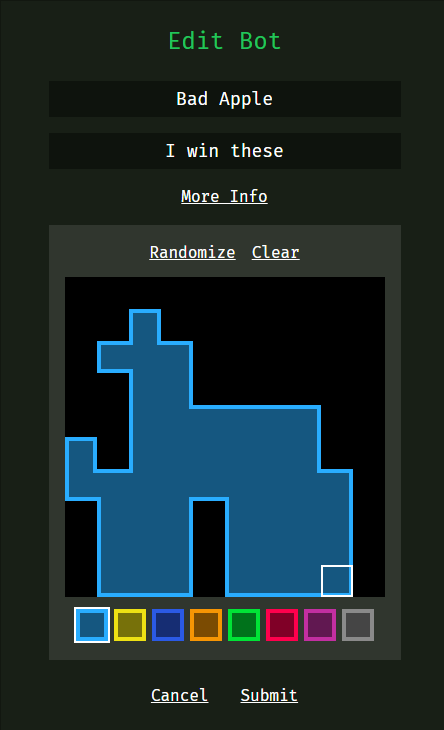 Edit Bot
Bad Apple
I win these
More Info
Randomize Clear
Cancel Submit